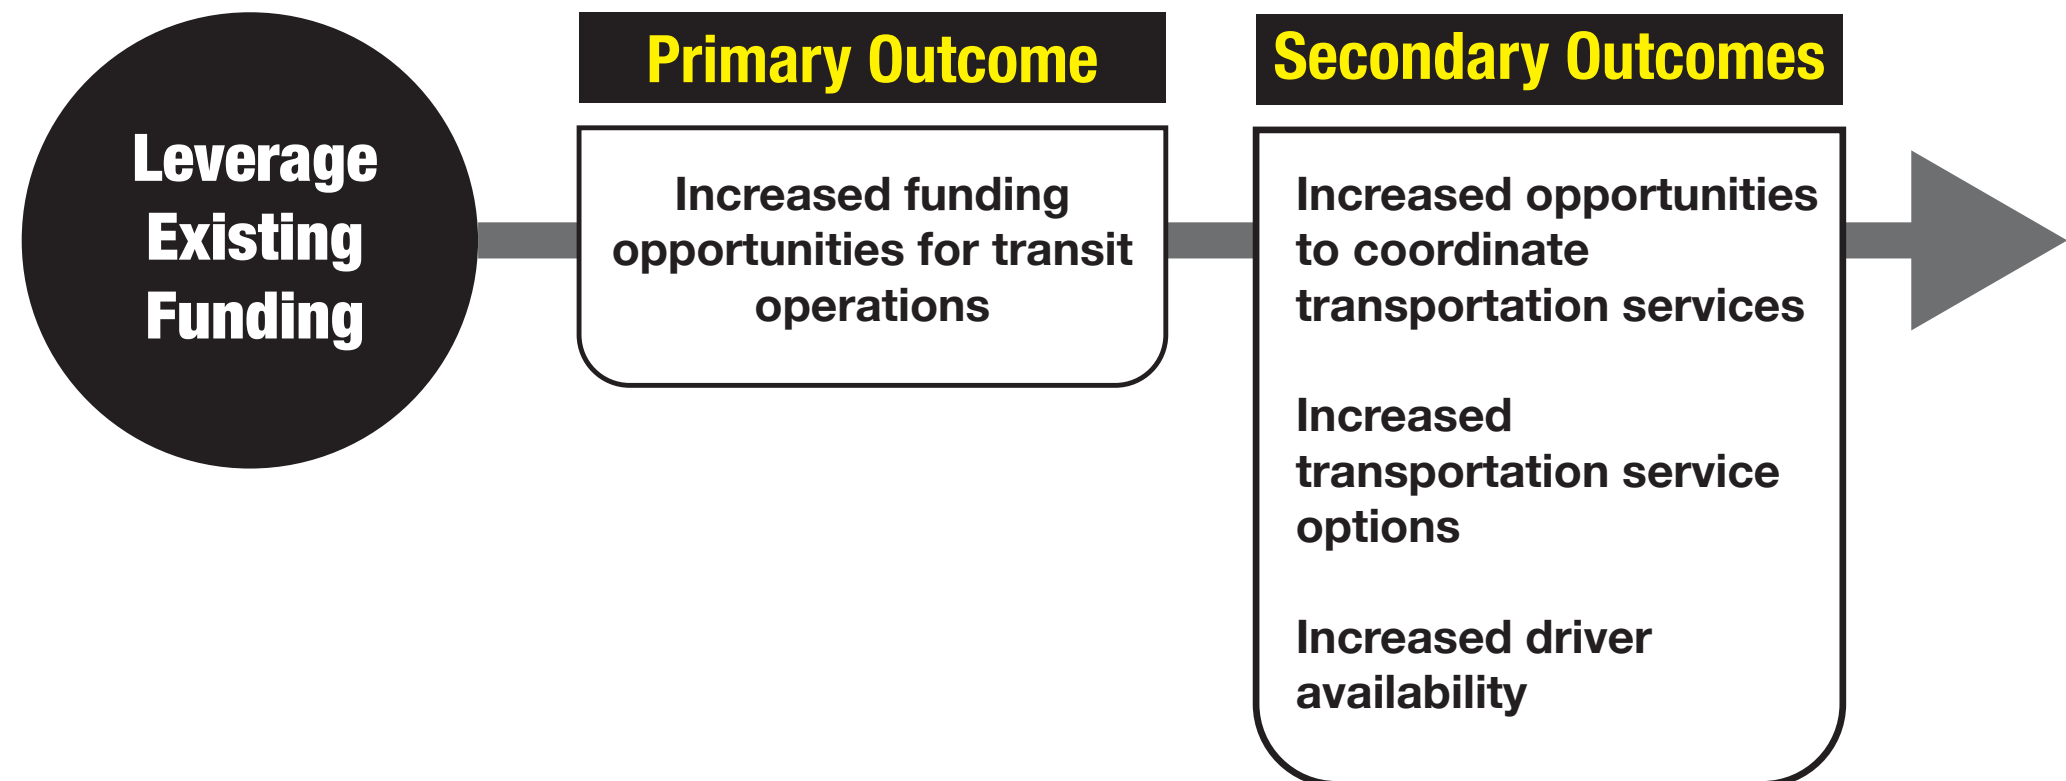 Leverage
Existing
Funding
Primary Outcome
Increased funding
opportunities for transit
operations
Secondary Outcomes
Increased opportunities
to coordinate
transportation services
Increased
transportation service
options
Increased driver
availability